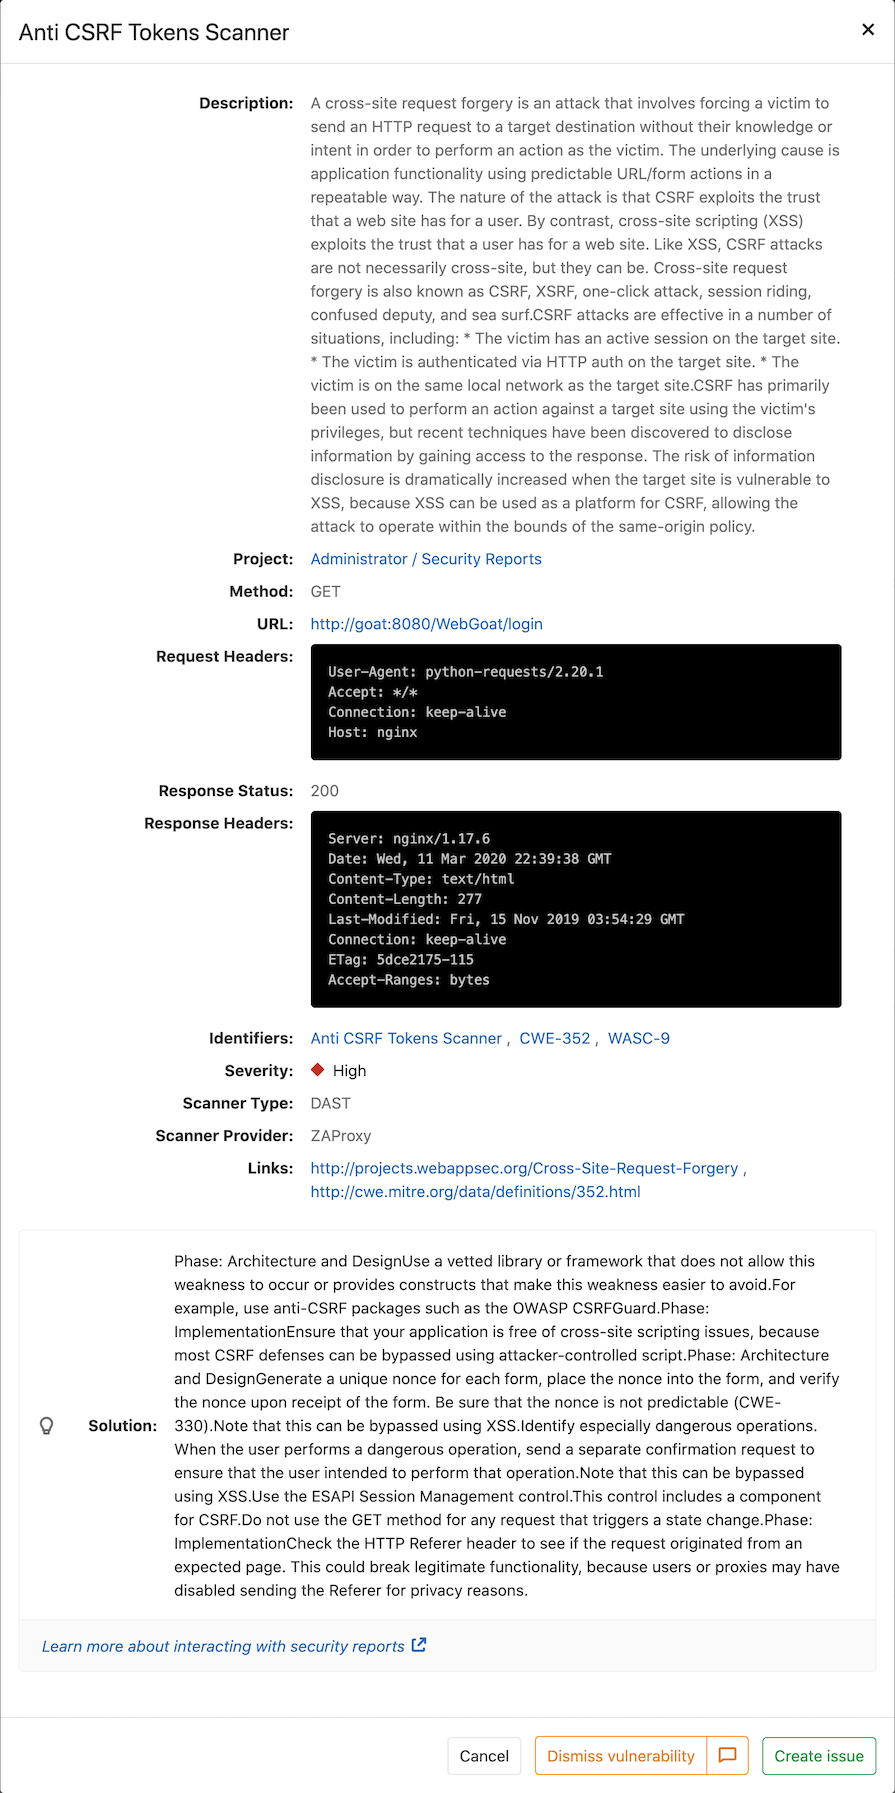 Anti CSRF Tokens Scanner
×
Description: A cross-site request forgery is an attack that involves forcing a victim to
send an HTTP request to a target destination without their knowledge or
intent in order to perform an action as the victim. The underlying cause is
application functionality using predictable URL/form actions in a
repeatable way. The nature of the attack is that CSRF exploits the trust
that a web site has for a user. By contrast, cross-site scripting (XSS)
exploits the trust that a user has for a web site. Like XSS, CSRF attacks
are not necessarily cross-site, but they can be. Cross-site request
forgery is also known as CSRF, XSRF, one-click attack, session riding,
confused deputy, and sea surf.CSRF attacks are effective in a number of
situations, including: * The victim has an active session on the target site.
* The victim is authenticated via HTTP auth on the target site. * The
victim is on the same local network as the target site.CSRF has primarily
been used to perform an action against a target site using the victim's
privileges, but recent techniques have been discovered to disclose
information by gaining access to the response. The risk of information
disclosure is dramatically increased when the target site is vulnerable to
XSS, because XSS can be used as a platform for CSRF, allowing the
attack to operate within the bounds of the same-origin policy.
Project: Administrator / Security Reports
Method: GET
URL: http://goat:8080/WebGoat/login
Request Headers:
User-Agent: python-requests/2.20.1
Accept: */*
Connection: keep-alive
Host: nginx
Response Status: 200
Response Headers:
Server: nginx/1.17.6
Date: Wed, 11 Mar 2020 22:39:38 GMT
Content-Type: text/html
Content-Length: 277
Last-Modified: Fri, 15 Nov 2019 03:54:29 GMT
Connection: keep-alive
ETag: 5dce2175-115
Accept-Ranges: bytes
Identifiers: Anti CSRF Tokens Scanner , CWE-352 , WASC-9
Severity: High
Scanner Type: DAST
Scanner Provider: ZAProxy
Links: http://projects.webappsec.org/Cross-Site-Request-Forgery ,
http://cwe.mitre.org/data/definitions/352.html
Solution:
Phase: Architecture and DesignUse a vetted library or framework that does not allow this
weakness to occur or provides constructs that make this weakness easier to avoid.For
example, use anti-CSRF packages such as the OWASP CSRFGuard.Phase:
ImplementationEnsure that your application is free of cross-site scripting issues, because
most CSRF defenses can be bypassed using attacker-controlled script.Phase: Architecture
and DesignGenerate a unique nonce for each form, place the nonce into the form, and verify
the nonce upon receipt of the form. Be sure that the nonce is not predictable (CWE-
330).Note that this can be bypassed using XSS.Identify especially dangerous operations.
When the user performs a dangerous operation, send a separate confirmation request to
ensure that the user intended to perform that operation.Note that this can be bypassed
using XSS.Use the ESAPI Session Management control.This control includes a component
for CSRF.Do not use the GET method for any request that triggers a state change.Phase:
ImplementationCheck the HTTP Referer header to see if the request originated from an
expected page. This could break legitimate functionality, because users or proxies may have
disabled sending the Referer for privacy reasons.
Learn more about interacting with security reports
Cancel
Dismiss vulnerability
Create issue